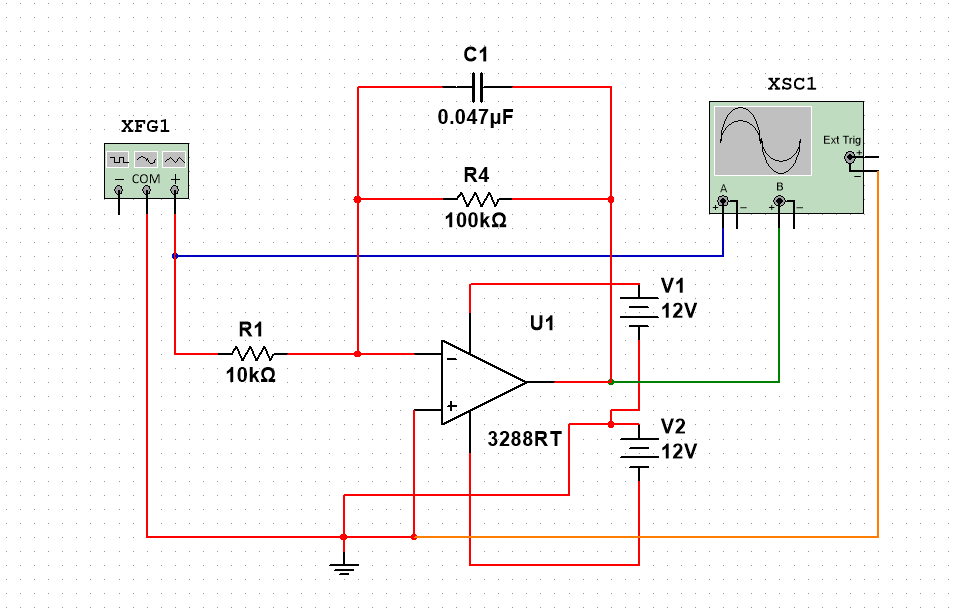 C1
0.047µF
XFG1
COM
R4
100kΩ
XSC1
Ext Trig
A
B
V1
12V
U1
R1
10kΩ
3288RT
V2
12V